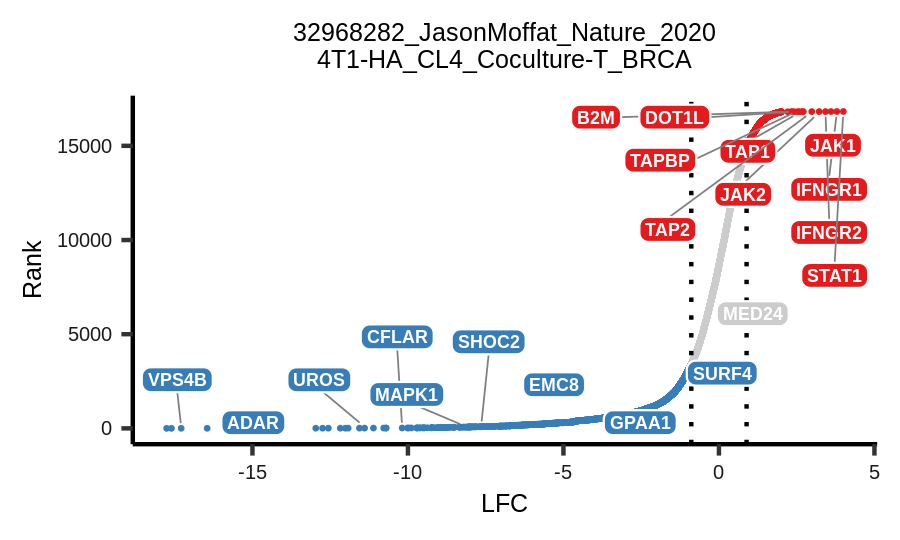 32968282_JasonMoffat_Nature_2020
4T1-HA_CL4_Coculture-T_BRCA
B2M
DOT1L
TAPBP
TAP1
JAK1
JAK2
IFNGR1
TAP2
IFNGR2
STAT1
MED24
CFLAR
SHOC2
VPS4B
UROS
MAPK1
EMC8
SURF4
ADAR
GPAA1
Rank
15000
10000
5000
0
-15
-10
-5
0
5
LFC